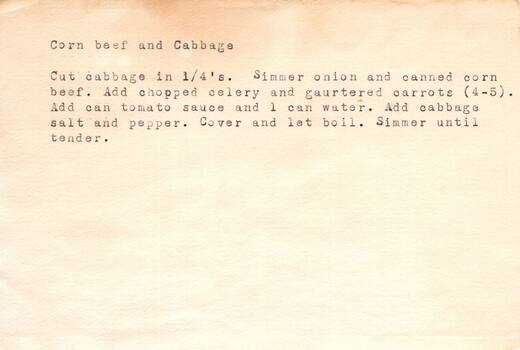 Corn beef and Cabbage
Cut cabbage in 1/4's. Simmer onion and canned corn
beef. Add chopped celery and gaurtered carrots (4-5).
Add can tomato sauce and 1 can water. Add cabbage
salt and pepper. Cover and let boil. Simmer until
tender.